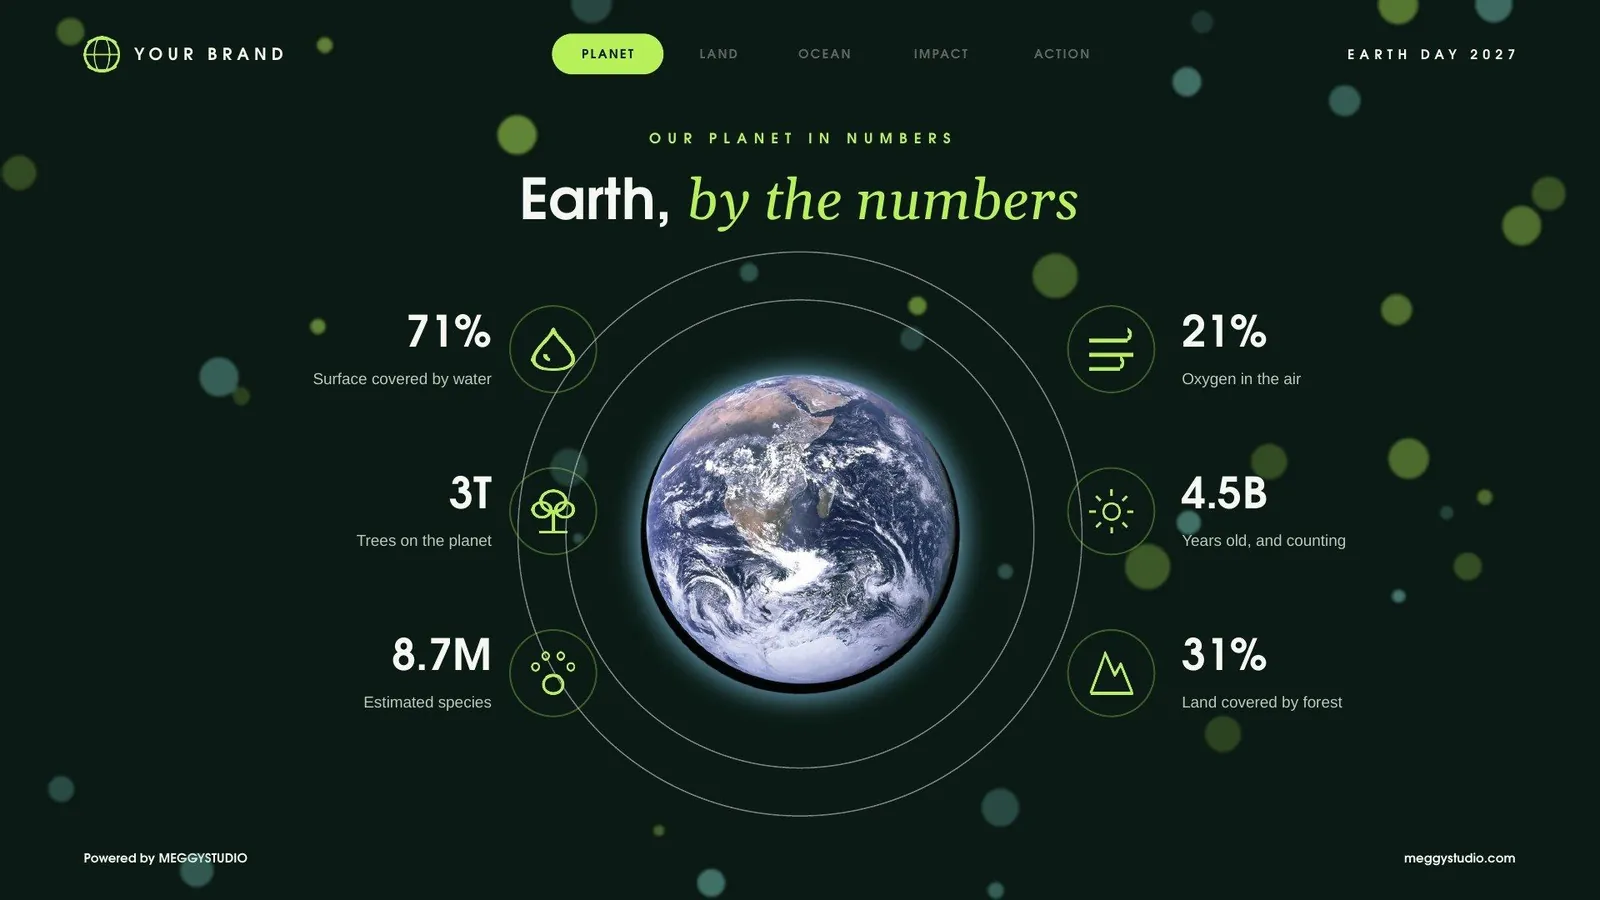 YOUR BRAND
PLANET
LAND
OCEAN
IMPACT
ACTION
EARTH DAY 2027
OUR PLANET IN NUMBERS
Earth, by the numbers
71%
Surface covered by water
21%
Oxygen in the air
3T
Trees on the planet
4.5B
Years old, and counting
8.7M
Estimated species
31%
Land covered by forest
Powered by MEGGYSTUDIO
meggystudio.com